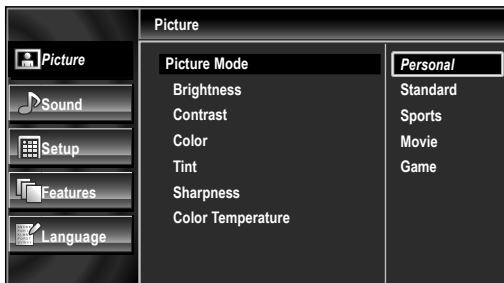 Picture
Picture
Sound
Setup
Features
Language
Picture Mode
Brightness
Contrast
Color
Tint
Sharpness
Color Temperature
Personal
Standard
Sports
Movie
Game